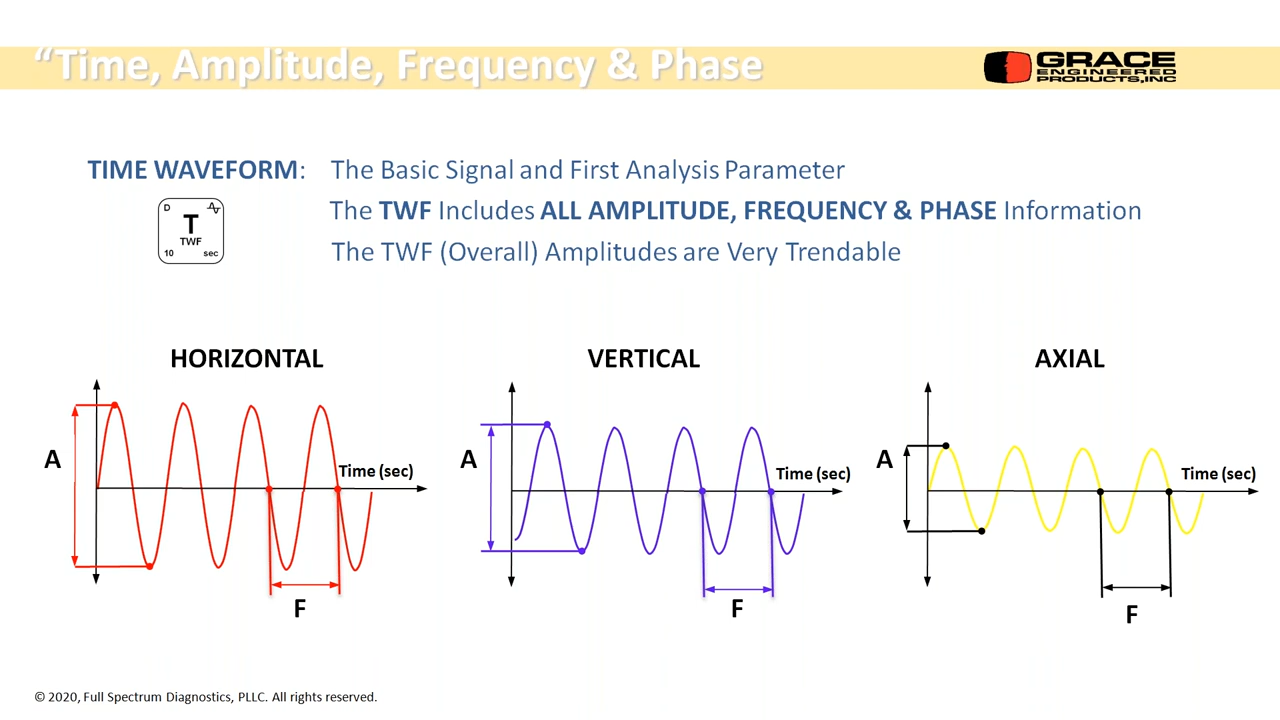 “Time, Amplitude, Frequency & Phase
GRACE
ENGINEERED
PRODUCTS,INC
TIME WAVEFORM: The Basic Signal and First Analysis Parameter
The TWF Includes ALL AMPLITUDE, FREQUENCY & PHASE Information
The TWF (Overall) Amplitudes are Very Trendable
D
T
TWF
10 sec
HORIZONTAL
A
Time (sec)
F
VERTICAL
A
Time (sec)
F
AXIAL
A
Time (sec)
F
© 2020, Full Spectrum Diagnostics, PLLC. All rights reserved.